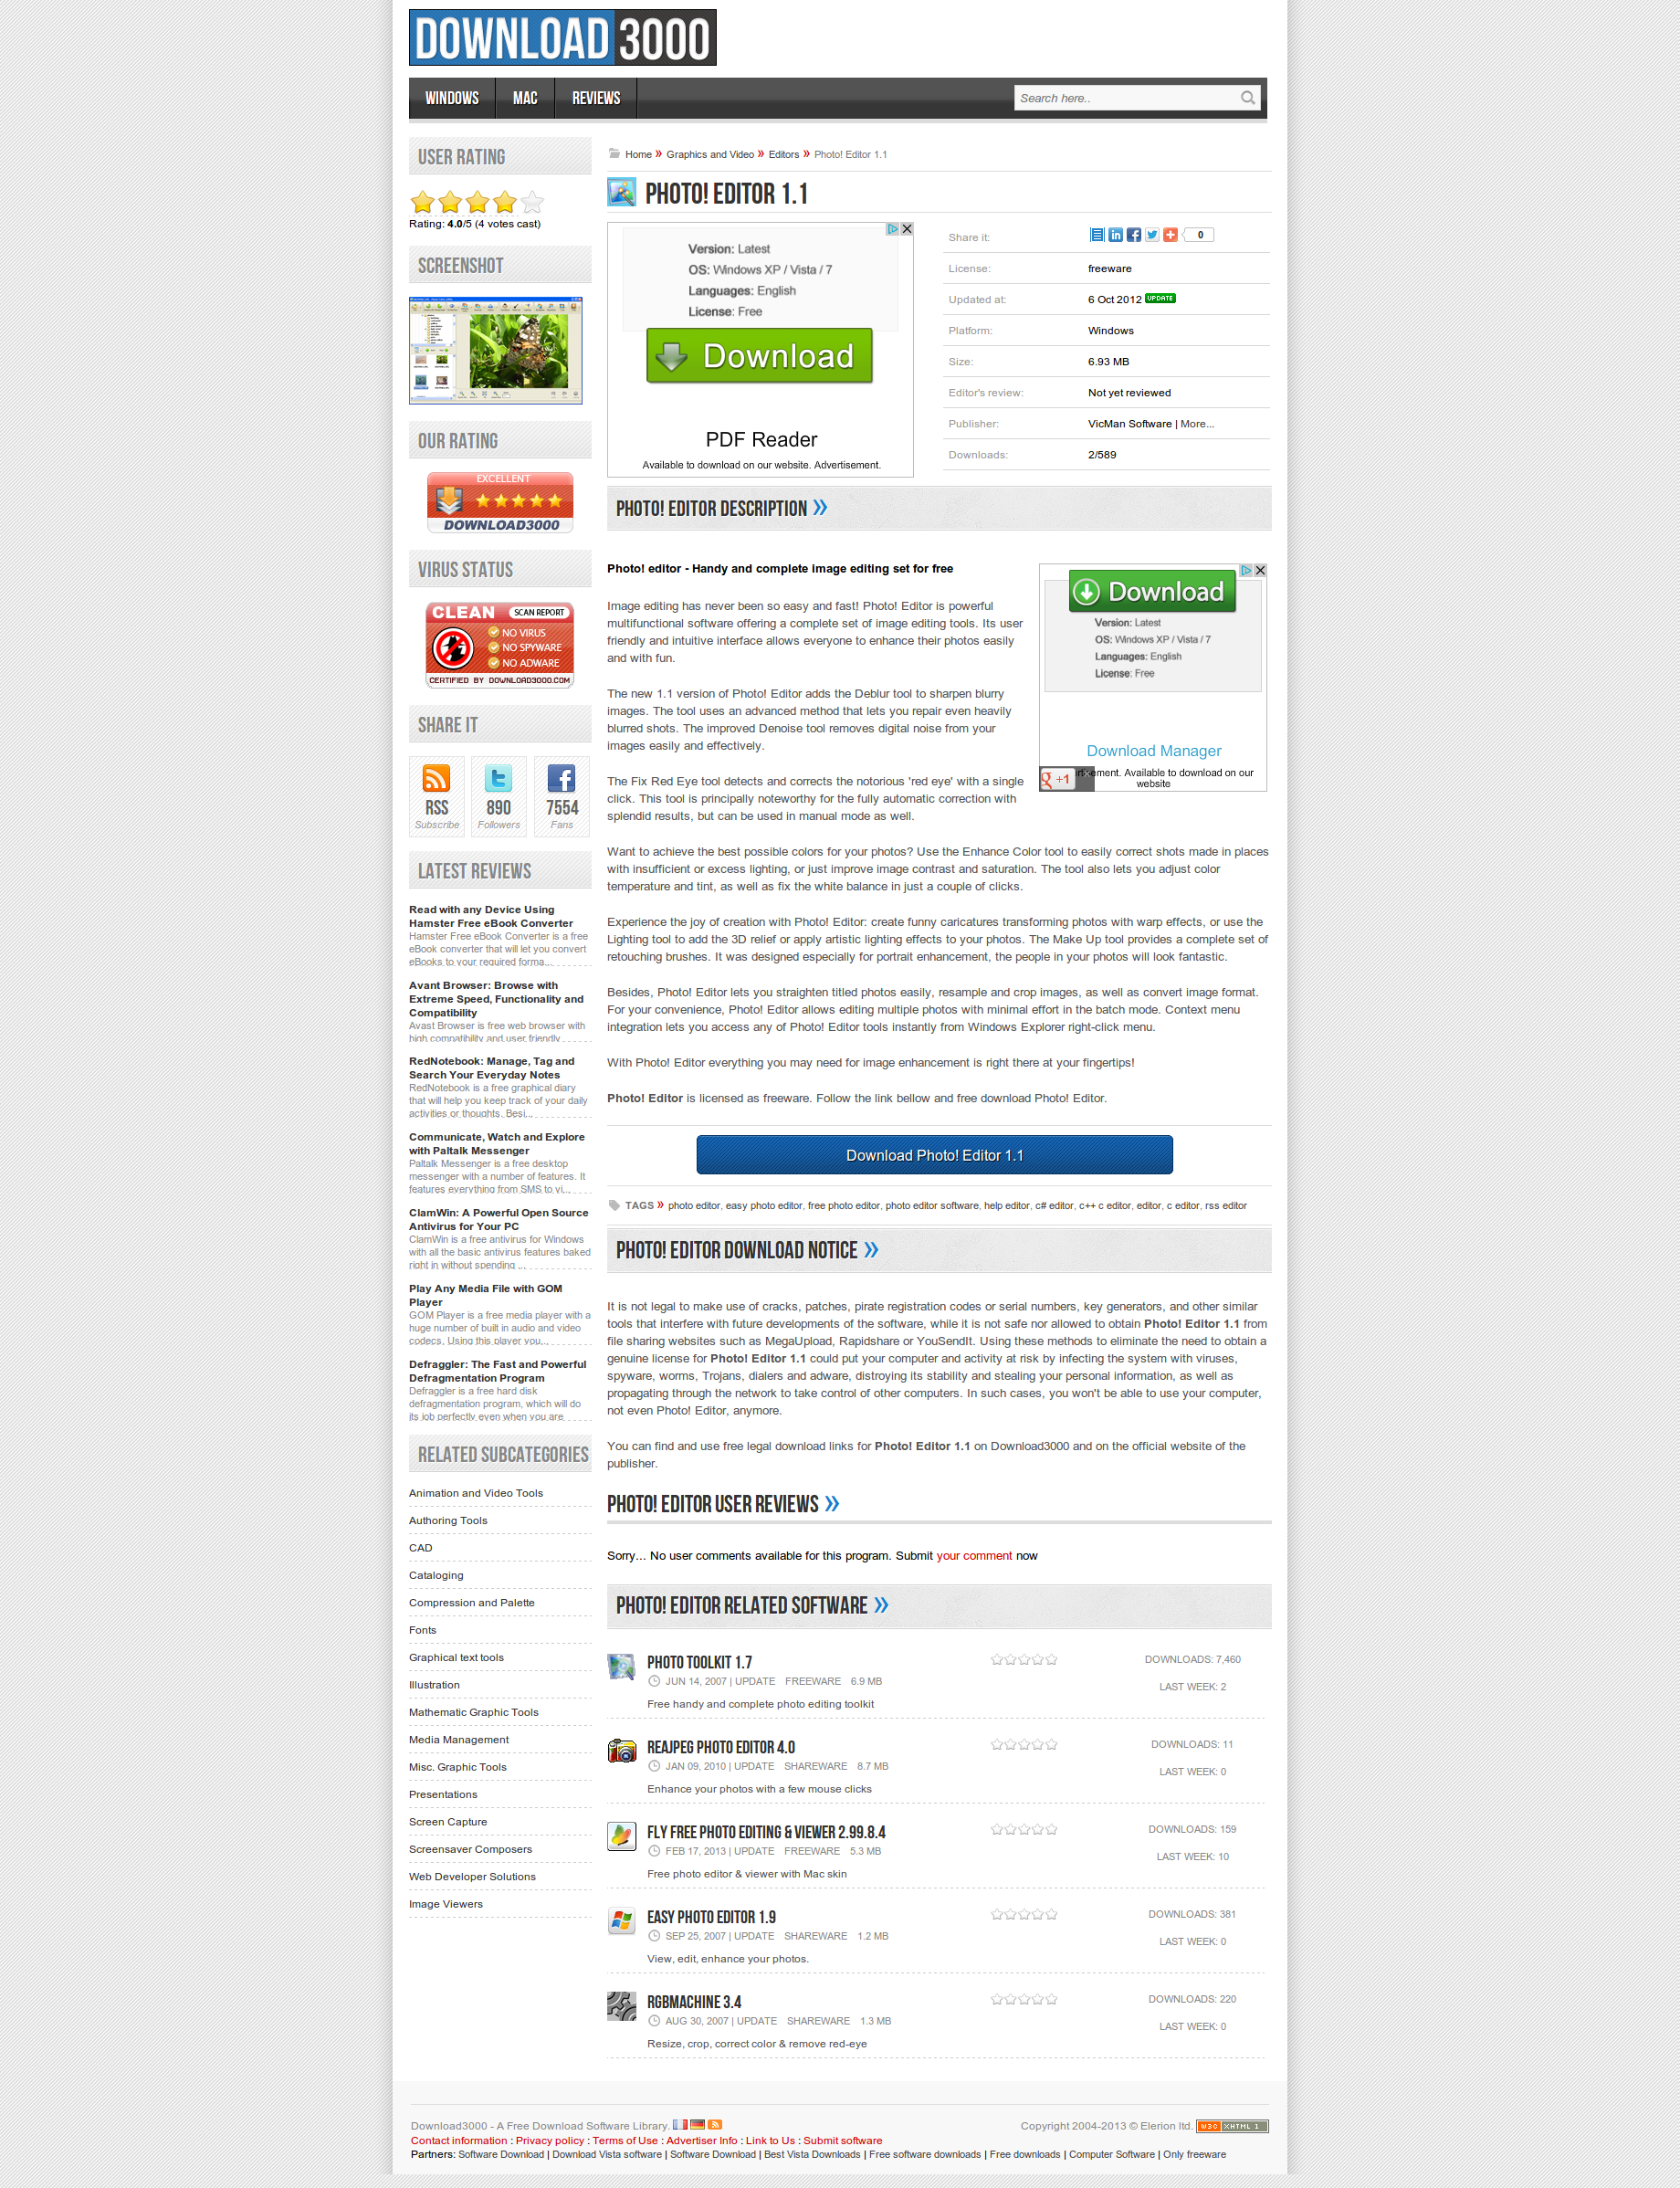 DOWNLOAD 3000
WINDOWS
MAC
REVIEWS
Search here..
USER RATING
Rating: 4.0/5 (4 votes cast)
SCREENSHOT
OUR RATING
EXCELLENT
DOWNLOAD3000
VIRUS STATUS
CLEAN
SCAN REPORT
NO VIRUS
NO SPYWARE
NO ADWARE
CERTIFIED BY DOWNLOAD3000.COM
SHARE IT
RSS
Subscribe
890
Followers
7554
Fans
LATEST REVIEWS
Read with any Device Using
Hamster Free eBook Converter
Hamster Free eBook Converter is a free
eBook converter that will let you convert
eBooks to your required forma...
Avant Browser: Browse with
Extreme Speed, Functionality and
Compatibility
Avast Browser is free web browser with
high compatibility and user friendly
RedNotebook: Manage, Tag and
Search Your Everyday Notes
RedNotebook is a free graphical diary
that will help you keep track of your daily
activities or thoughts. Besi...
Communicate, Watch and Explore
with Paltalk Messenger
Paltalk Messenger is a free desktop
messenger with a number of features. It
features everything from SMS to vi...
ClamWin: A Powerful Open Source
Antivirus for Your PC
ClamWin is a free antivirus for Windows
with all the basic antivirus features baked
right in without spending ...
Play Any Media File with GOM
Player
GOM Player is a free media player with a
huge number of built in audio and video
codecs. Using this player you...
Defraggler: The Fast and Powerful
Defragmentation Program
Defraggler is a free hard disk
defragmentation program, which will do
its job perfectly even when you are
RELATED SUBCATEGORIES
Animation and Video Tools
Authoring Tools
CAD
Cataloging
Compression and Palette
Fonts
Graphical text tools
Illustration
Mathematic Graphic Tools
Media Management
Misc. Graphic Tools
Presentations
Screen Capture
Screensaver Composers
Web Developer Solutions
Image Viewers
Home » Graphics and Video » Editors » Photo! Editor 1.1
PHOTO! EDITOR 1.1
Version: Latest
OS: Windows XP / Vista / 7
Languages: English
License: Free
Download
PDF Reader
Available to download on our website. Advertisement.
Share it: 0
License: freeware
Updated at: 6 Oct 2012 UPDATE
Platform: Windows
Size: 6.93 MB
Editor's review: Not yet reviewed
Publisher: VicMan Software | More...
Downloads: 2/589
PHOTO! EDITOR DESCRIPTION »
Photo! editor - Handy and complete image editing set for free
Image editing has never been so easy and fast! Photo! Editor is powerful
multifunctional software offering a complete set of image editing tools. Its user
friendly and intuitive interface allows everyone to enhance their photos easily
and with fun.
The new 1.1 version of Photo! Editor adds the Deblur tool to sharpen blurry
images. The tool uses an advanced method that lets you repair even heavily
blurred shots. The improved Denoise tool removes digital noise from your
images easily and effectively.
The Fix Red Eye tool detects and corrects the notorious 'red eye' with a single
click. This tool is principally noteworthy for the fully automatic correction with
splendid results, but can be used in manual mode as well.
Download
Version: Latest
OS: Windows XP / Vista / 7
Languages: English
License: Free
Download Manager
g +1
ement. Available to download on our
website
Want to achieve the best possible colors for your photos? Use the Enhance Color tool to easily correct shots made in places
with insufficient or excess lighting, or just improve image contrast and saturation. The tool also lets you adjust color
temperature and tint, as well as fix the white balance in just a couple of clicks.
Experience the joy of creation with Photo! Editor: create funny caricatures transforming photos with warp effects, or use the
Lighting tool to add the 3D relief or apply artistic lighting effects to your photos. The Make Up tool provides a complete set of
retouching brushes. It was designed especially for portrait enhancement, the people in your photos will look fantastic.
Besides, Photo! Editor lets you straighten titled photos easily, resample and crop images, as well as convert image format.
For your convenience, Photo! Editor allows editing multiple photos with minimal effort in the batch mode. Context menu
integration lets you access any of Photo! Editor tools instantly from Windows Explorer right-click menu.
With Photo! Editor everything you may need for image enhancement is right there at your fingertips!
Photo! Editor is licensed as freeware. Follow the link bellow and free download Photo! Editor.
Download Photo! Editor 1.1
TAGS » photo editor, easy photo editor, free photo editor, photo editor software, help editor, c# editor, c++ c editor, editor, c editor, rss editor
PHOTO! EDITOR DOWNLOAD NOTICE »
It is not legal to make use of cracks, patches, pirate registration codes or serial numbers, key generators, and other similar
tools that interfere with future developments of the software, while it is not safe nor allowed to obtain Photo! Editor 1.1 from
file sharing websites such as MegaUpload, Rapidshare or YouSendIt. Using these methods to eliminate the need to obtain a
genuine license for Photo! Editor 1.1 could put your computer and activity at risk by infecting the system with viruses,
spyware, worms, Trojans, dialers and adware, distroying its stability and stealing your personal information, as well as
propagating through the network to take control of other computers. In such cases, you won't be able to use your computer,
not even Photo! Editor, anymore.
You can find and use free legal download links for Photo! Editor 1.1 on Download3000 and on the official website of the
publisher.
PHOTO! EDITOR USER REVIEWS »
Sorry... No user comments available for this program. Submit your comment now
PHOTO! EDITOR RELATED SOFTWARE »
PHOTO TOOLKIT 1.7
JUN 14, 2007 | UPDATE FREEWARE 6.9 MB
Free handy and complete photo editing toolkit
DOWNLOADS: 7,460
LAST WEEK: 2
REAJPEG PHOTO EDITOR 4.0
JAN 09, 2010 | UPDATE SHAREWARE 8.7 MB
Enhance your photos with a few mouse clicks
DOWNLOADS: 11
LAST WEEK: 0
FLY FREE PHOTO EDITING & VIEWER 2.99.8.4
FEB 17, 2013 | UPDATE FREEWARE 5.3 MB
Free photo editor & viewer with Mac skin
DOWNLOADS: 159
LAST WEEK: 10
EASY PHOTO EDITOR 1.9
SEP 25, 2007 | UPDATE SHAREWARE 1.2 MB
View, edit, enhance your photos.
DOWNLOADS: 381
LAST WEEK: 0
RGBMACHINE 3.4
AUG 30, 2007 | UPDATE SHAREWARE 1.3 MB
Resize, crop, correct color & remove red-eye
DOWNLOADS: 220
LAST WEEK: 0
Download3000 - A Free Download Software Library.
Copyright 2004-2013 © Elerion ltd. W3C XHTML 1
Contact information : Privacy policy : Terms of Use : Advertiser Info : Link to Us : Submit software
Partners: Software Download | Download Vista software | Software Download | Best Vista Downloads | Free software downloads | Free downloads | Computer Software | Only freeware